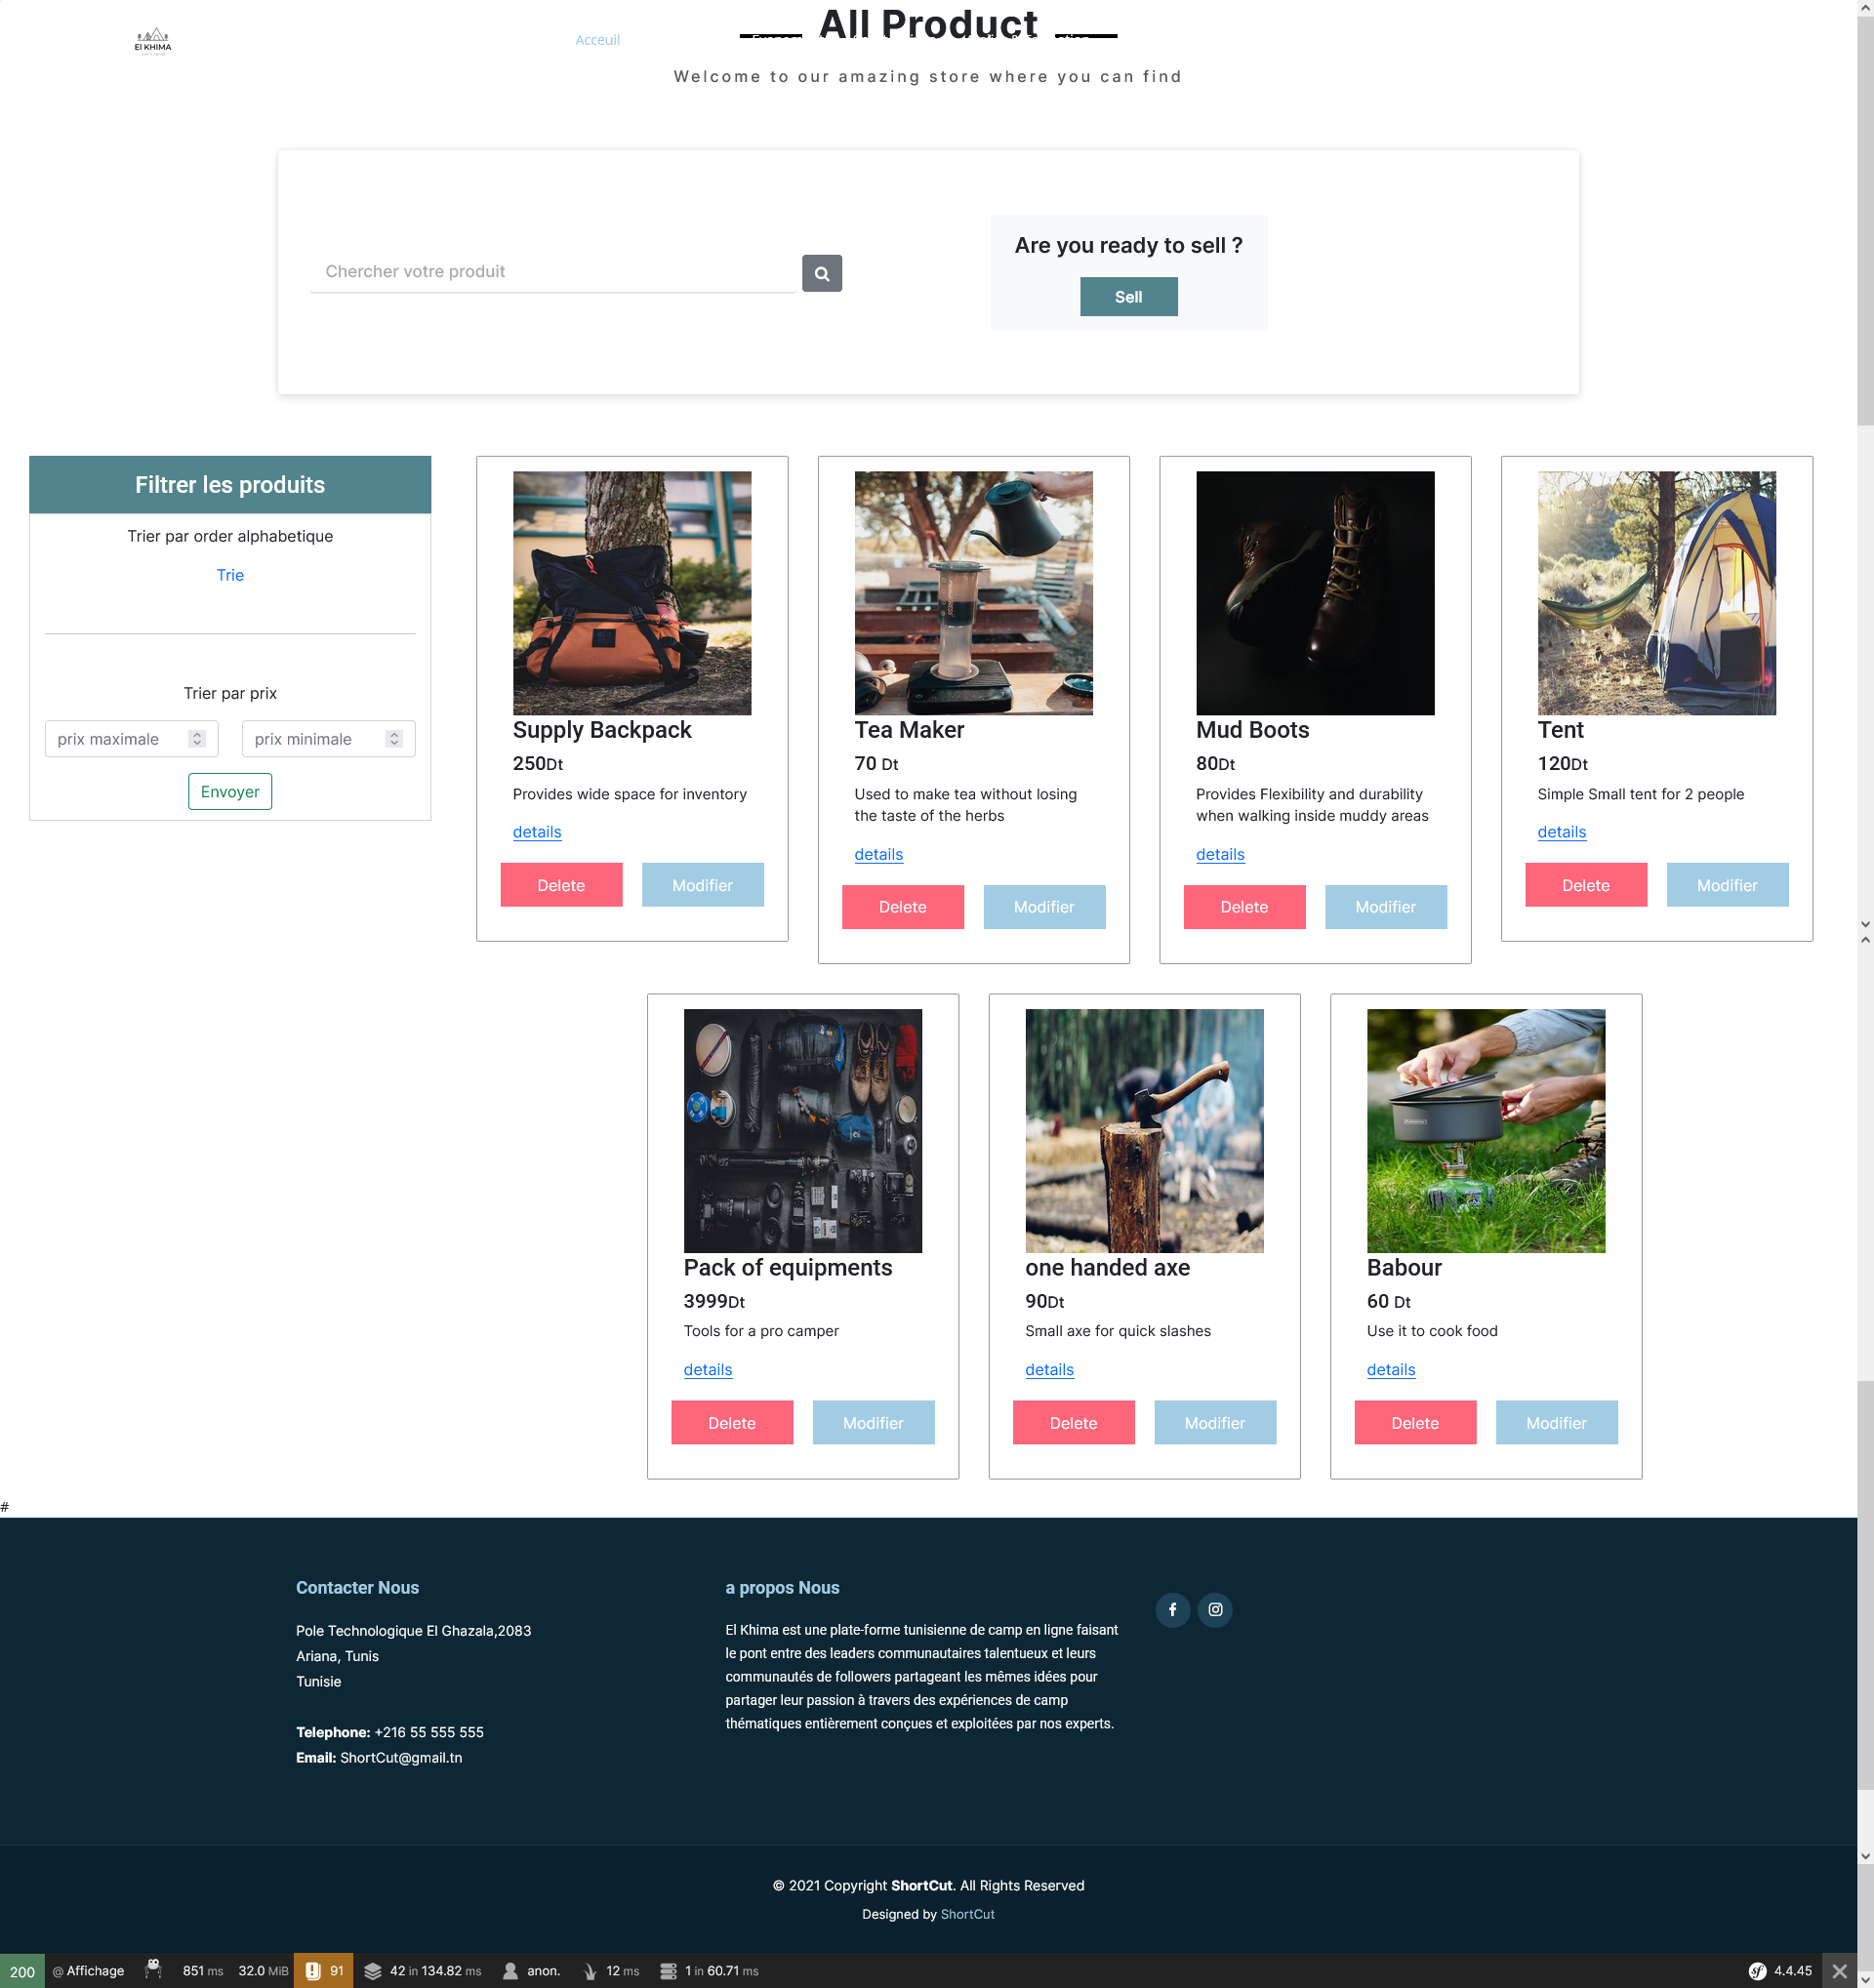 All Product
El KHIMA
Acceuil
Welcome to our amazing store where you can find
Chercher votre produit
Are you ready to sell ?
Sell
Filtrer les produits
Trier par order alphabetique
Trie
Trier par prix
prix maximale
prix minimale
Envoyer
Supply Backpack
250Dt
Provides wide space for inventory
details
Delete
Modifier
Tea Maker
70 Dt
Used to make tea without losing
the taste of the herbs
details
Delete
Modifier
Mud Boots
80Dt
Provides Flexibility and durability
when walking inside muddy areas
details
Delete
Modifier
Tent
120Dt
Simple Small tent for 2 people
details
Delete
Modifier
Pack of equipments
3999Dt
Tools for a pro camper
details
Delete
Modifier
one handed axe
90Dt
Small axe for quick slashes
details
Delete
Modifier
Babour
60 Dt
Use it to cook food
details
Delete
Modifier
#
Contacter Nous
Pole Technologique El Ghazala,2083
Ariana, Tunis
Tunisie
Telephone: +216 55 555 555
Email: ShortCut@gmail.tn
a propos Nous
El Khima est une plate-forme tunisienne de camp en ligne faisant
le pont entre des leaders communautaires talentueux et leurs
communautés de followers partageant les mêmes idées pour
partager leur passion à travers des expériences de camp
thématiques entièrement conçues et exploitées par nos experts.
© 2021 Copyright ShortCut. All Rights Reserved
Designed by ShortCut
200 @ Affichage 851 ms 32.0 MiB 91 42 in 134.82 ms anon. 12 ms 1 in 60.71 ms sf 4.4.45